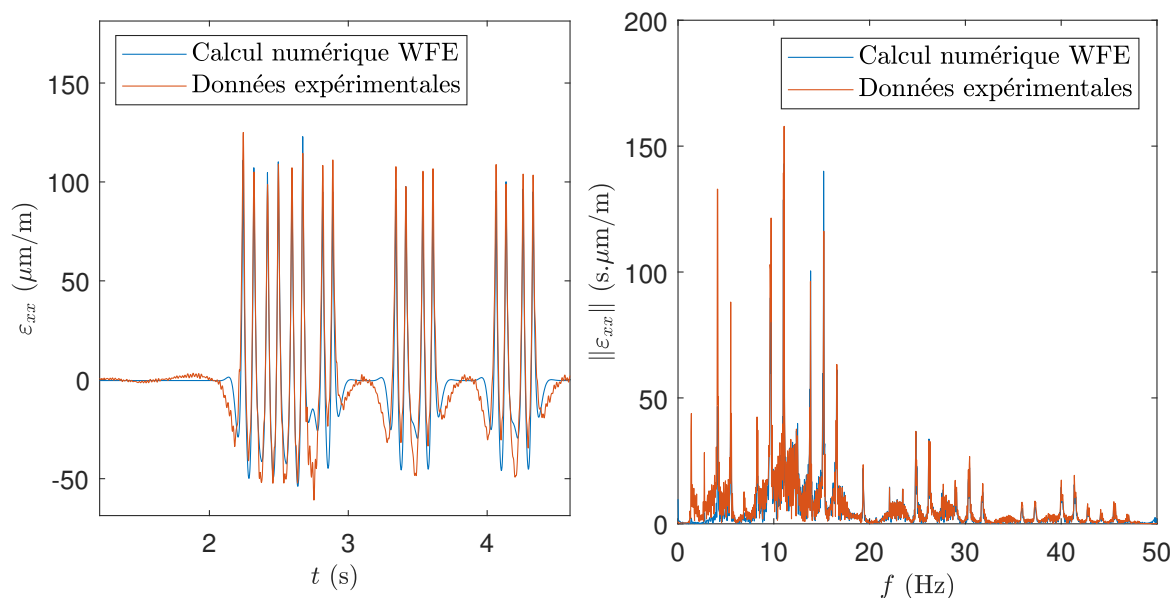 Calcul numérique WFE
Données expérimentales
150
100
50
0
-50
2
3
4
t (s)
ε_xx (μm/m)
Calcul numérique WFE
Données expérimentales
200
150
100
50
0
0
10
20
30
40
50
f (Hz)
||ε_xx|| (s.μm/m)